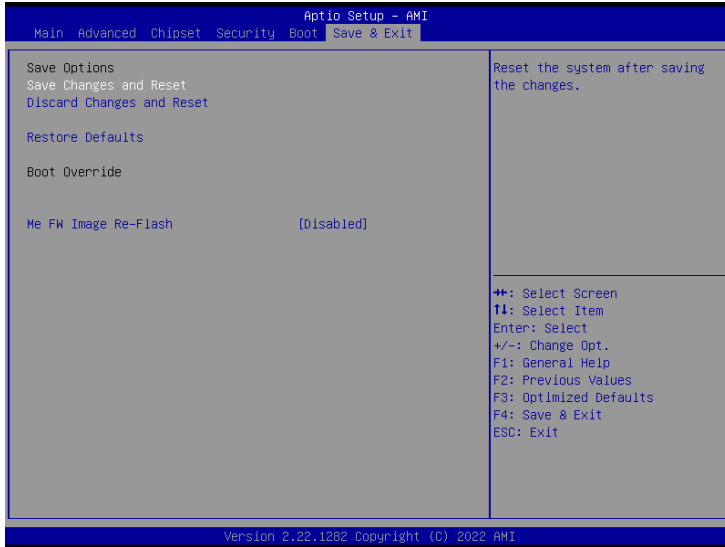 Aptio Setup - AMI
Main Advanced Chipset Security Boot Save & Exit
Save Options
Save Changes and Reset
Discard Changes and Reset
Restore Defaults
Boot Override
Me FW Image Re-Flash [Disabled]
Reset the system after saving
the changes.
→←: Select Screen
↑↓: Select Item
Enter: Select
+/-: Change Opt.
F1: General Help
F2: Previous Values
F3: Optimized Defaults
F4: Save & Exit
ESC: Exit
Version 2.22.1282 Copyright (C) 2022 AMI